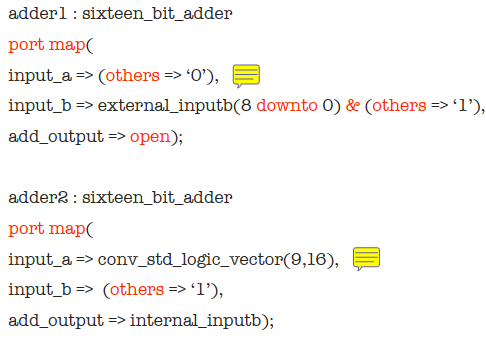 adder1 : sixteen_bit_adder
port map(
input_a => (others => ‘0’),
input_b => external_inputb(8 downto 0) & (others => ‘1’),
add_output => open);
adder2 : sixteen_bit_adder
port map(
input_a => conv_std_logic_vector(9,16),
input_b => (others => ‘1’),
add_output => internal_inputb);